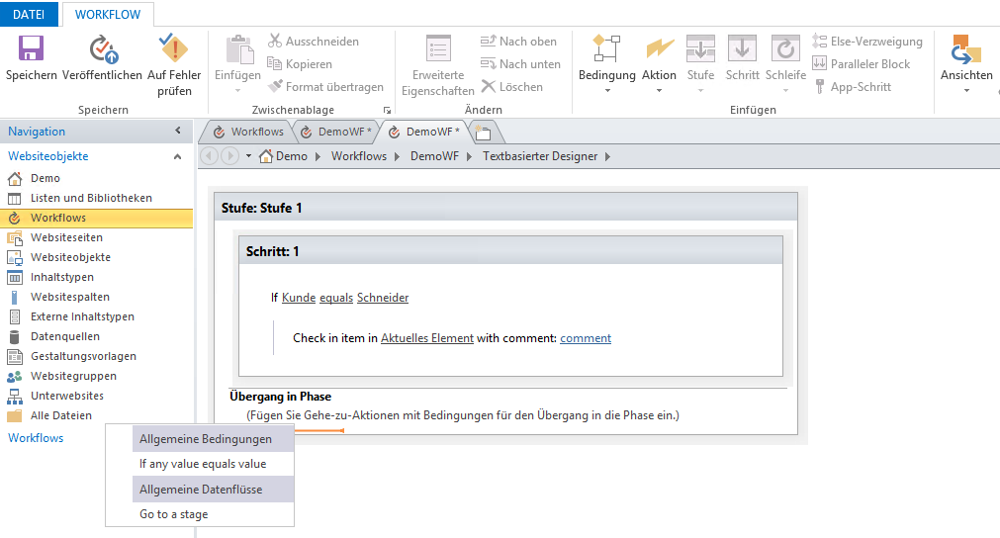 DATEI WORKFLOW
Speichern Veröffentlichen Auf Fehler prüfen
Speichern
Einfügen Ausschneiden Kopieren Format übertragen
Zwischenablage
Erweiterte Eigenschaften Nach oben Nach unten Löschen
Ändern
Bedingung Aktion Stufe Schritt Schleife Else-Verzweigung Paralleler Block App-Schritt
Einfügen
Ansichten
Navigation
Websiteobjekte
Demo
Listen und Bibliotheken
Workflows
Websiteseiten
Websiteobjekte
Inhaltstypen
Websitespalten
Externe Inhaltstypen
Datenquellen
Gestaltungsvorlagen
Websitegruppen
Unterwebsites
Alle Dateien
Workflows
Workflows DemoWF * DemoWF *
Demo Workflows DemoWF Textbasierter Designer
Stufe: Stufe 1
Schritt: 1
If Kunde equals Schneider
Check in item in Aktuelles Element with comment: comment
Übergang in Phase
(Fügen Sie Gehe-zu-Aktionen mit Bedingungen für den Übergang in die Phase ein.)
Allgemeine Bedingungen
If any value equals value
Allgemeine Datenflüsse
Go to a stage